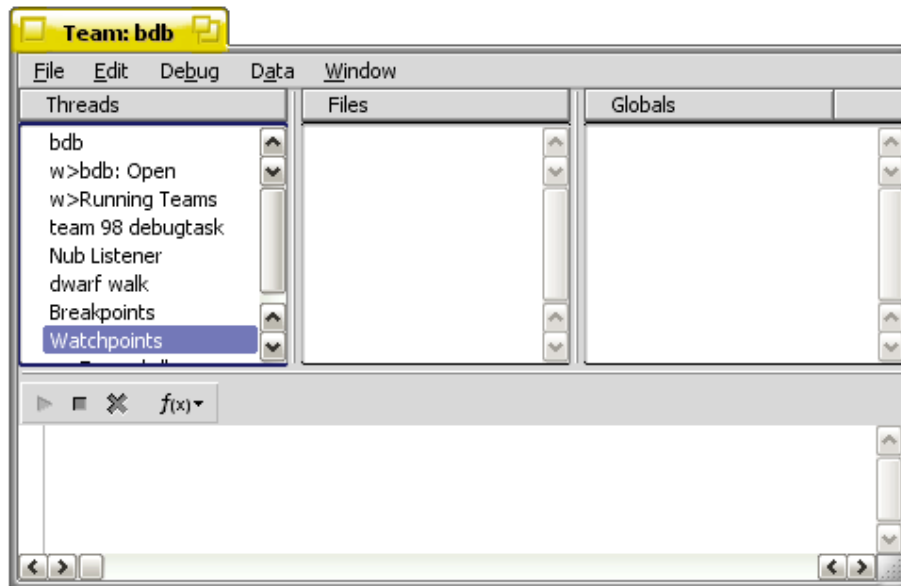 Team: bdb
File Edit Debug Data Window
Threads Files Globals
bdb
w>bdb: Open
w>Running Teams
team 98 debugtask
Nub Listener
dwarf walk
Breakpoints
Watchpoints
f(x)